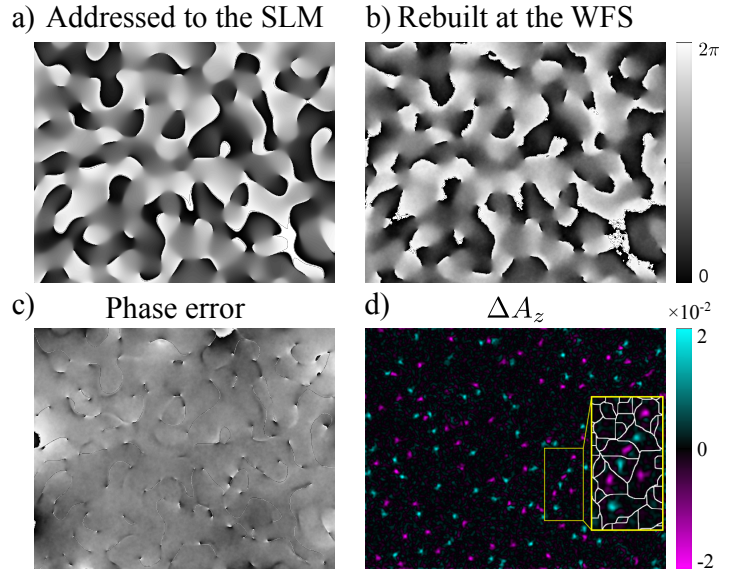 a) Addressed to the SLM
b) Rebuilt at the WFS
2π
0
c) Phase error
d) ΔA_z
×10⁻²
2
0
-2